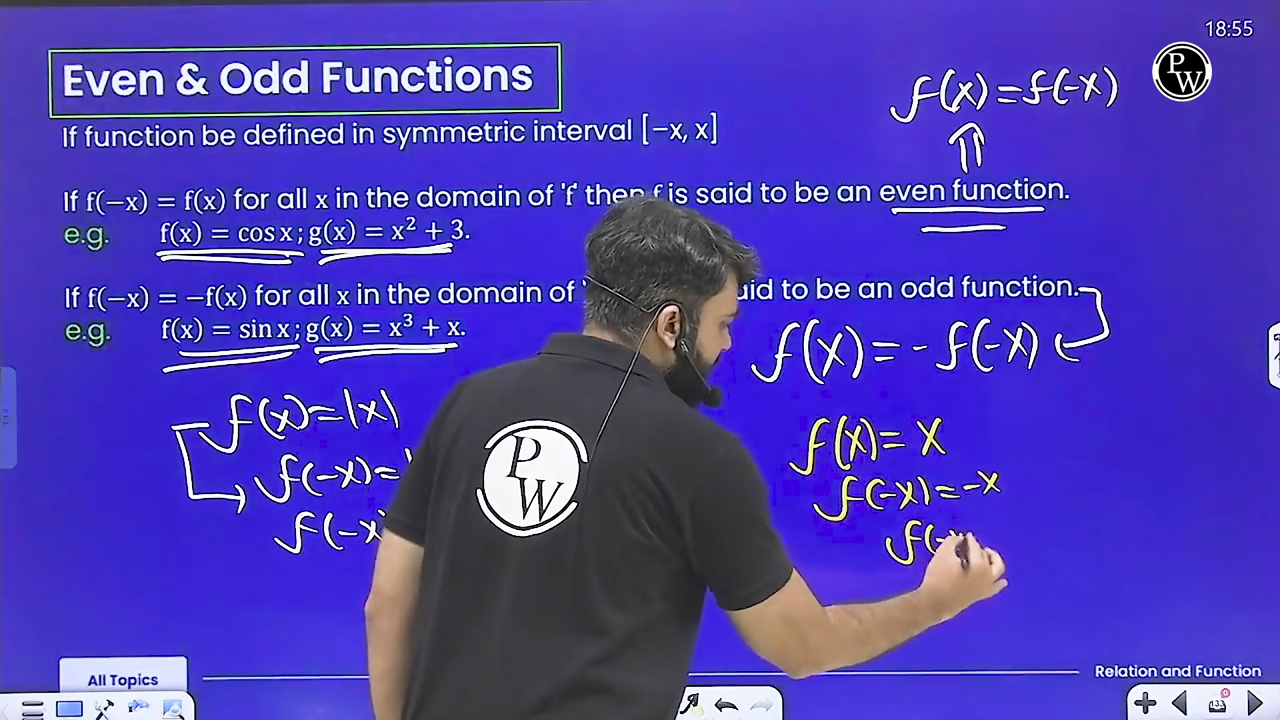 18:55
Even & Odd Functions
P
W
f(x)=f(-x)
If function be defined in symmetric interval [−x, x]
If f(−x) = f(x) for all x in the domain of 'f' then f is said to be an even function.
e.g. f(x) = cos x ; g(x) = x² + 3.
If f(−x) = −f(x) for all x in the domain of ' aid to be an odd function.
e.g. f(x) = sin x ; g(x) = x³ + x.
f(x)=-f(-x)
f(x)=|x|
f(-x)=
f(-x
f(x)=x
f(-x)=-x
f(-
P
W
All Topics
Relation and Function
133